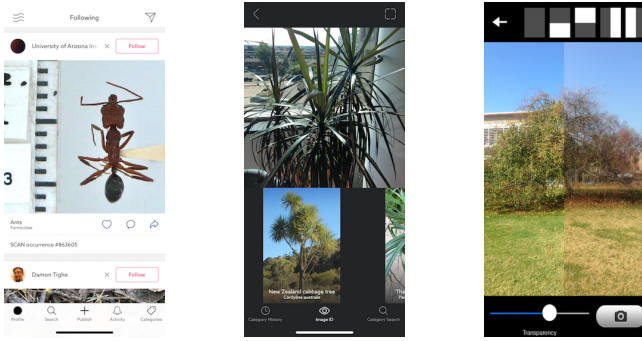 Following
University of Arizona Ins
Follow
3
Ants
Formicidae
SCAN occurrence #863605
Damon Tighe
Follow
Profile
Search
Publish
Activity
Categories
New Zealand cabbage tree
Cordyline australis
Tha
Category History
Image ID
Category Search
Transparency